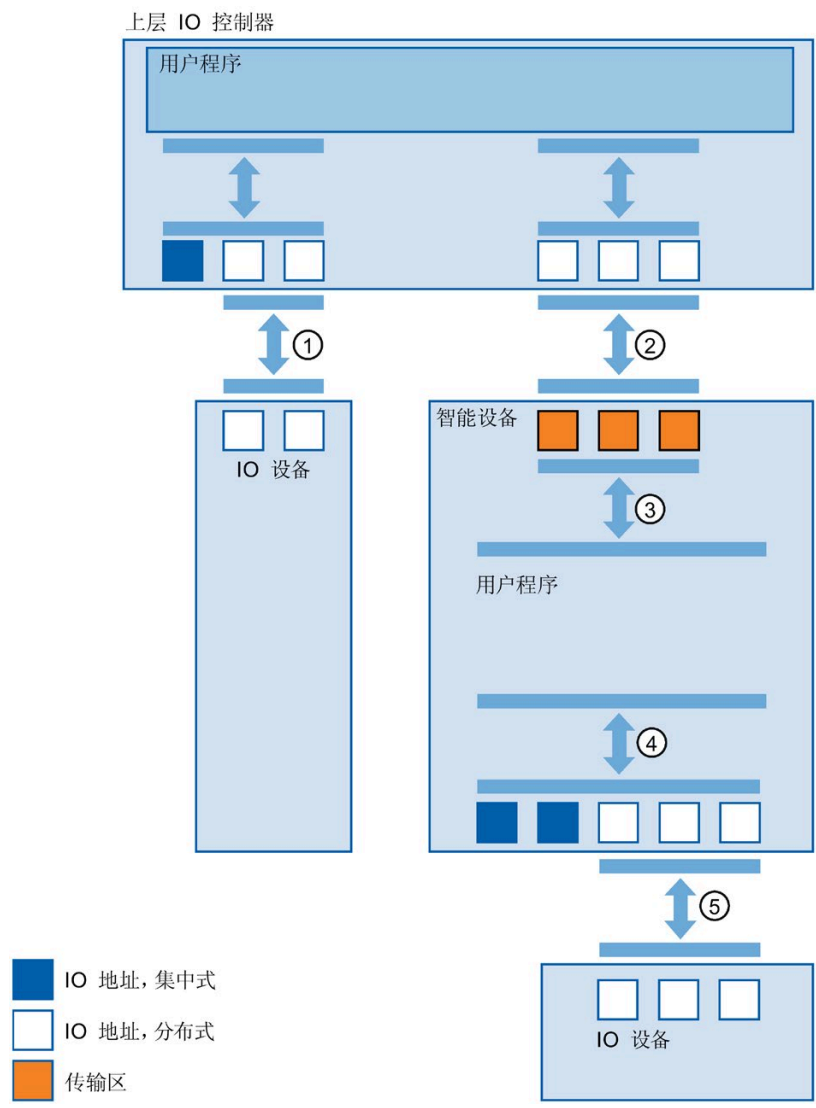 上层 IO 控制器
用户程序
①
②
智能设备
IO 设备
③
用户程序
④
⑤
IO 地址，集中式
IO 地址，分布式
IO 设备
传输区